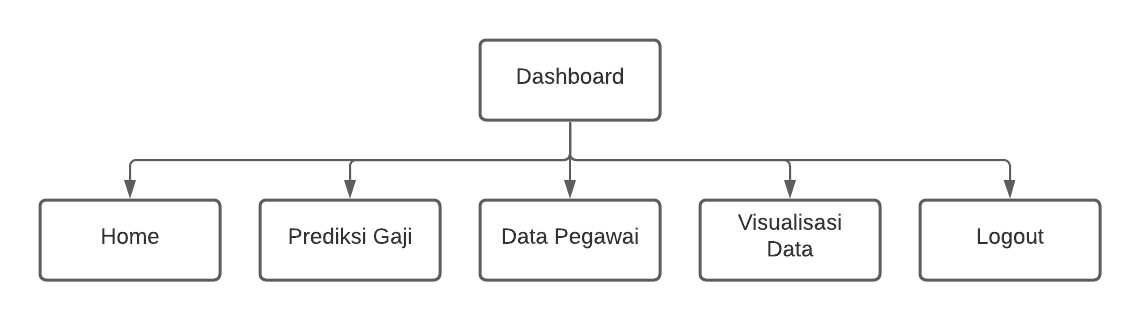 Dashboard
Home
Prediksi Gaji
Data Pegawai
Visualisasi
Data
Logout